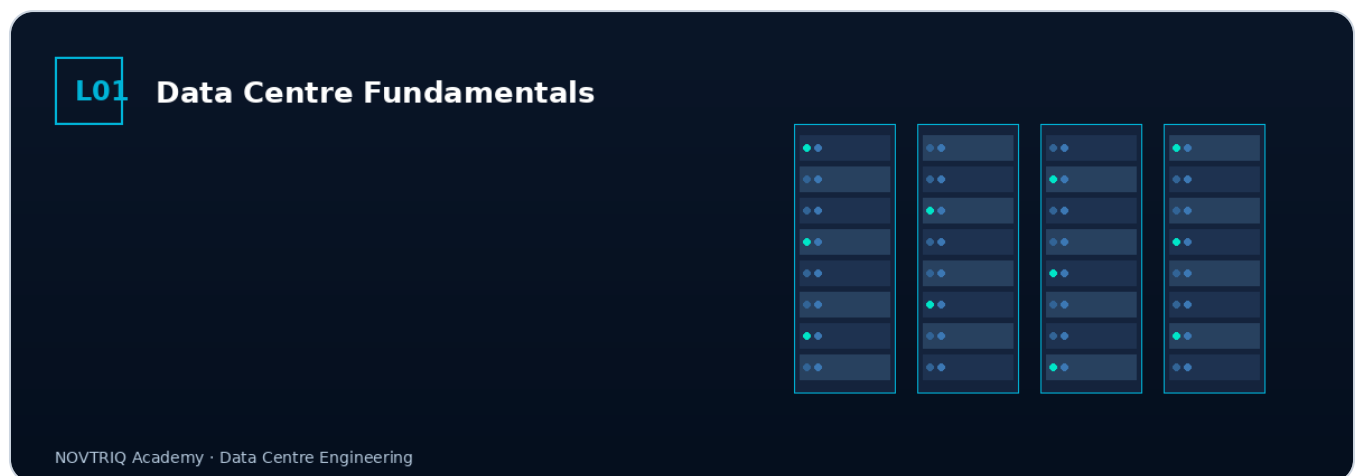 L01
Data Centre Fundamentals
NOVTRIQ Academy · Data Centre Engineering